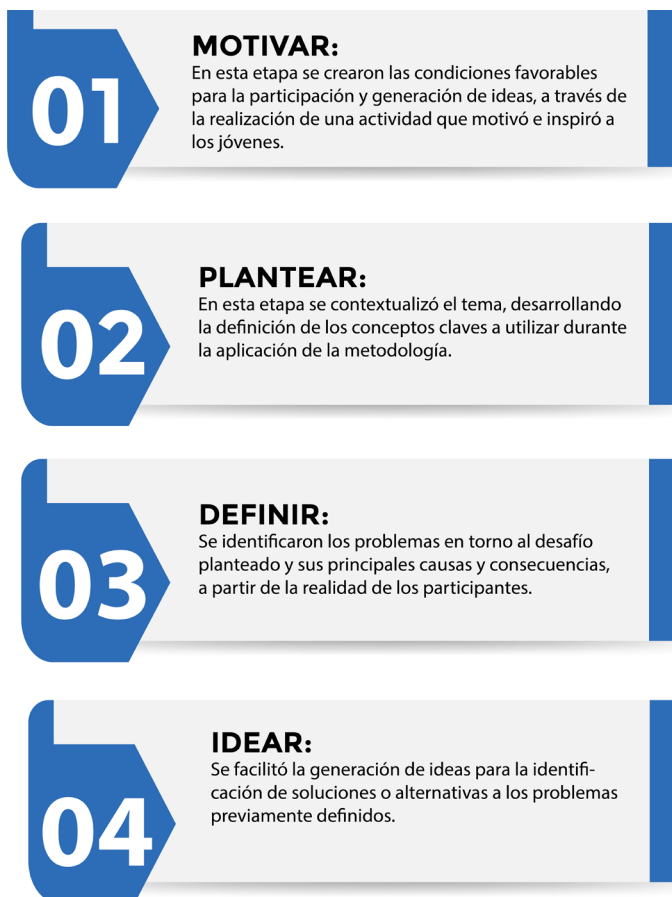 01
MOTIVAR:
En esta etapa se crearon las condiciones favorables
para la participación y generación de ideas, a través de
la realización de una actividad que motivó e inspiró a
los jóvenes.
02
PLANTEAR:
En esta etapa se contextualizó el tema, desarrollando
la definición de los conceptos claves a utilizar durante
la aplicación de la metodología.
03
DEFINIR:
Se identificaron los problemas en torno al desafío
planteado y sus principales causas y consecuencias,
a partir de la realidad de los participantes.
04
IDEAR:
Se facilitó la generación de ideas para la identifi-
cación de soluciones o alternativas a los problemas
previamente definidos.